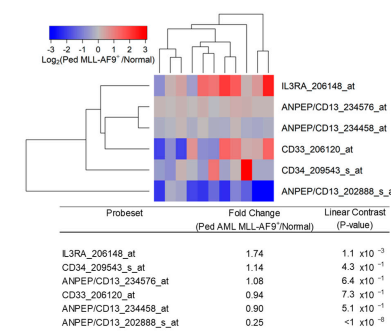 -3 -2 -1 0 1 2 3
Log2(Ped MLL-AF9+/Normal)
IL3RA_206148_at
ANPEP/CD13_234576_at
ANPEP/CD13_234458_at
CD33_206120_at
CD34_209543_s_at
ANPEP/CD13_202888_s_a
Probeset Fold Change Linear Contrast
(Ped AML MLL-AF9+/Normal) (P-value)
IL3RA_206148_at 1.74 1.1 x10 -3
CD34_209543_s_at 1.14 4.3 x10 -1
ANPEP/CD13_234576_at 1.08 6.4 x10 -1
CD33_206120_at 0.94 7.3 x10 -1
ANPEP/CD13_234458_at 0.90 5.1 x10 -1
ANPEP/CD13_202888_s_at 0.25 <1 x10 -8